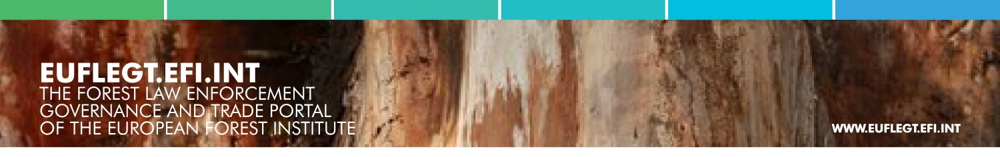 EUFLEGT.EFI.INT
THE FOREST LAW ENFORCEMENT
GOVERNANCE AND TRADE PORTAL
OF THE EUROPEAN FOREST INSTITUTE
WWW.EUFLEGT.EFI.INT